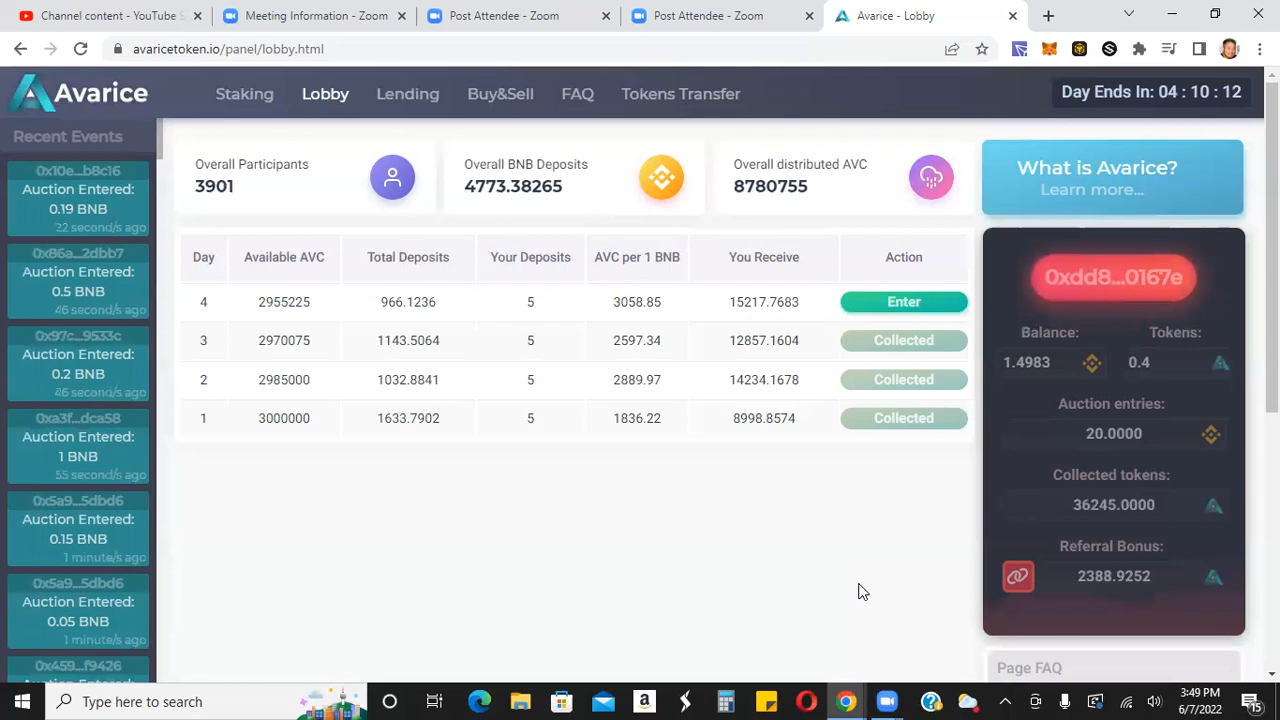 Channel content - YouTube S
Meeting Information - Zoom
Post Attendee - Zoom
Post Attendee - Zoom
Avarice - Lobby
avaricetoken.io/panel/lobby.html
Avarice
Staking
Lobby
Lending
Buy&Sell
FAQ
Tokens Transfer
Day Ends In: 04 : 10 : 12
Recent Events
0x10e...b8c16
Auction Entered:
0.19 BNB
22 second/s ago
0x86a...2dbb7
Auction Entered:
0.5 BNB
46 second/s ago
0x97c...9533c
Auction Entered:
0.2 BNB
46 second/s ago
0xa3f...dca58
Auction Entered:
1 BNB
55 second/s ago
0x5a9...5dbd6
Auction Entered:
0.15 BNB
1 minute/s ago
0x5a9...5dbd6
Auction Entered:
0.05 BNB
1 minute/s ago
0x459...f9426
Overall Participants
3901
Overall BNB Deposits
4773.38265
Overall distributed AVC
8780755
Day Available AVC Total Deposits Your Deposits AVC per 1 BNB You Receive Action
4 2955225 966.1236 5 3058.85 15217.7683 Enter
3 2970075 1143.5064 5 2597.34 12857.1604 Collected
2 2985000 1032.8841 5 2889.97 14234.1678 Collected
1 3000000 1633.7902 5 1836.22 8998.8574 Collected
What is Avarice?
Learn more...
0xdd8...0167e
Balance: Tokens:
1.4983 0.4
Auction entries:
20.0000
Collected tokens:
36245.0000
Referral Bonus:
2388.9252
Page FAQ
Type here to search
3:49 PM
6/7/2022
15